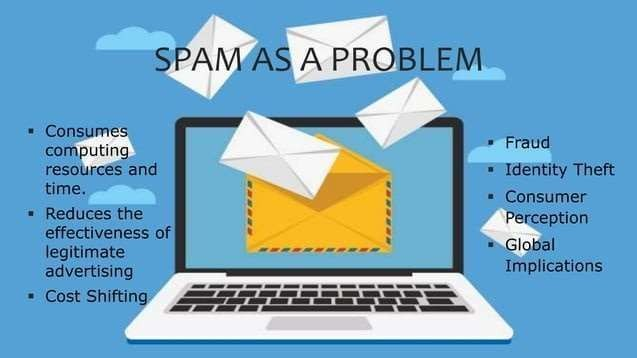 SPAM AS A PROBLEM
▪ Consumes
computing
resources and
time.
▪ Reduces the
effectiveness of
legitimate
advertising
▪ Cost Shifting
▪ Fraud
▪ Identity Theft
▪ Consumer
Perception
▪ Global
Implications